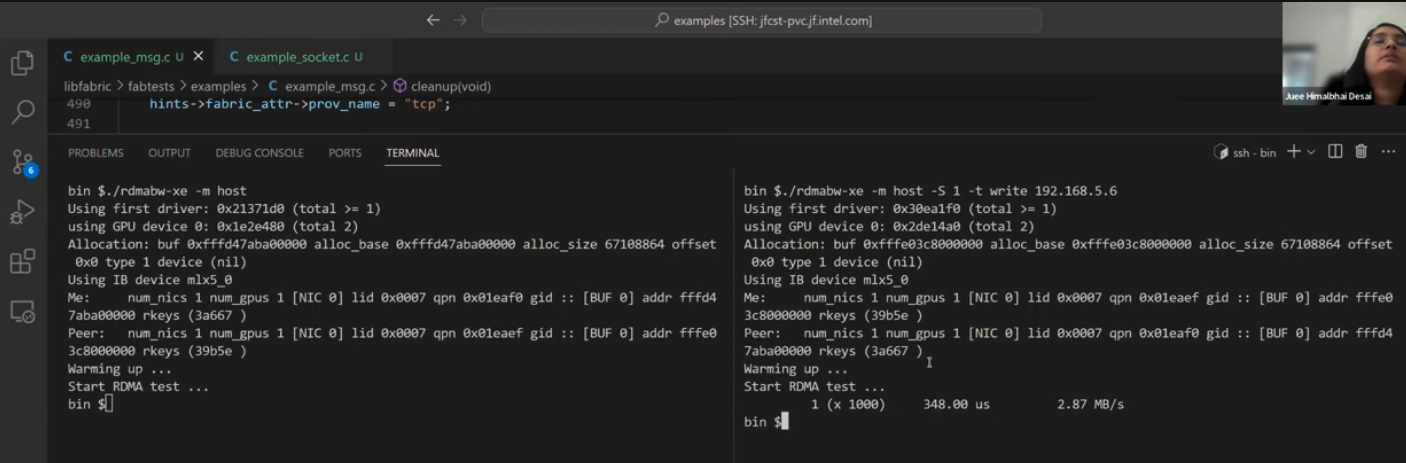 examples [SSH: jfcst-pvc.jf.intel.com]
C example_msg.c U
C example_socket.c U
libfabric > fabtests > examples > C example_msg.c > cleanup(void)
490 hints->fabric_attr->prov_name = "tcp";
491
PROBLEMS OUTPUT DEBUG CONSOLE PORTS TERMINAL
ssh - bin
6
bin $./rdmabw-xe -m host
Using first driver: 0x21371d0 (total >= 1)
using GPU device 0: 0x1e2e480 (total 2)
Allocation: buf 0xfffd47aba00000 alloc_base 0xfffd47aba00000 alloc_size 67108864 offset
0x0 type 1 device (nil)
Using IB device mlx5_0
Me: num_nics 1 num_gpus 1 [NIC 0] lid 0x0007 qpn 0x01eaf0 gid :: [BUF 0] addr fffd4
7aba00000 rkeys (3a667 )
Peer: num_nics 1 num_gpus 1 [NIC 0] lid 0x0007 qpn 0x01eaef gid :: [BUF 0] addr fffe0
3c8000000 rkeys (39b5e )
Warming up ...
Start RDMA test ...
bin $
bin $./rdmabw-xe -m host -S 1 -t write 192.168.5.6
Using first driver: 0x30ea1f0 (total >= 1)
using GPU device 0: 0x2de14a0 (total 2)
Allocation: buf 0xfffe03c8000000 alloc_base 0xfffe03c8000000 alloc_size 67108864 offset
0x0 type 1 device (nil)
Using IB device mlx5_0
Me: num_nics 1 num_gpus 1 [NIC 0] lid 0x0007 qpn 0x01eaef gid :: [BUF 0] addr fffe0
3c8000000 rkeys (39b5e )
Peer: num_nics 1 num_gpus 1 [NIC 0] lid 0x0007 qpn 0x01eaf0 gid :: [BUF 0] addr fffd4
7aba00000 rkeys (3a667 )
Warming up ...
Start RDMA test ...
1 (x 1000) 348.00 us 2.87 MB/s
bin $
Juee Himalbhai Desai